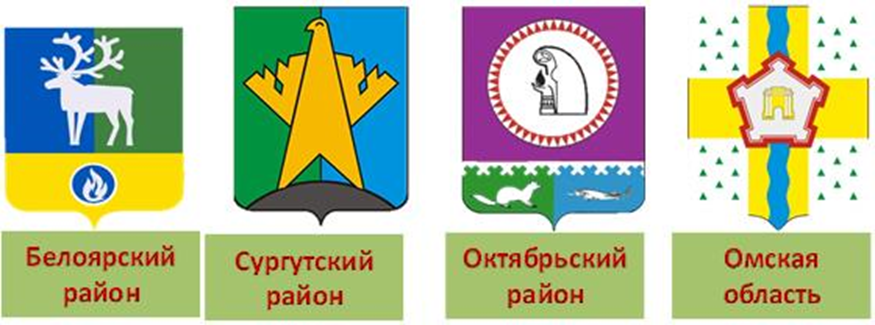 Белоярский
район
Сургутский
район
Октябрьский
район
Омская
область